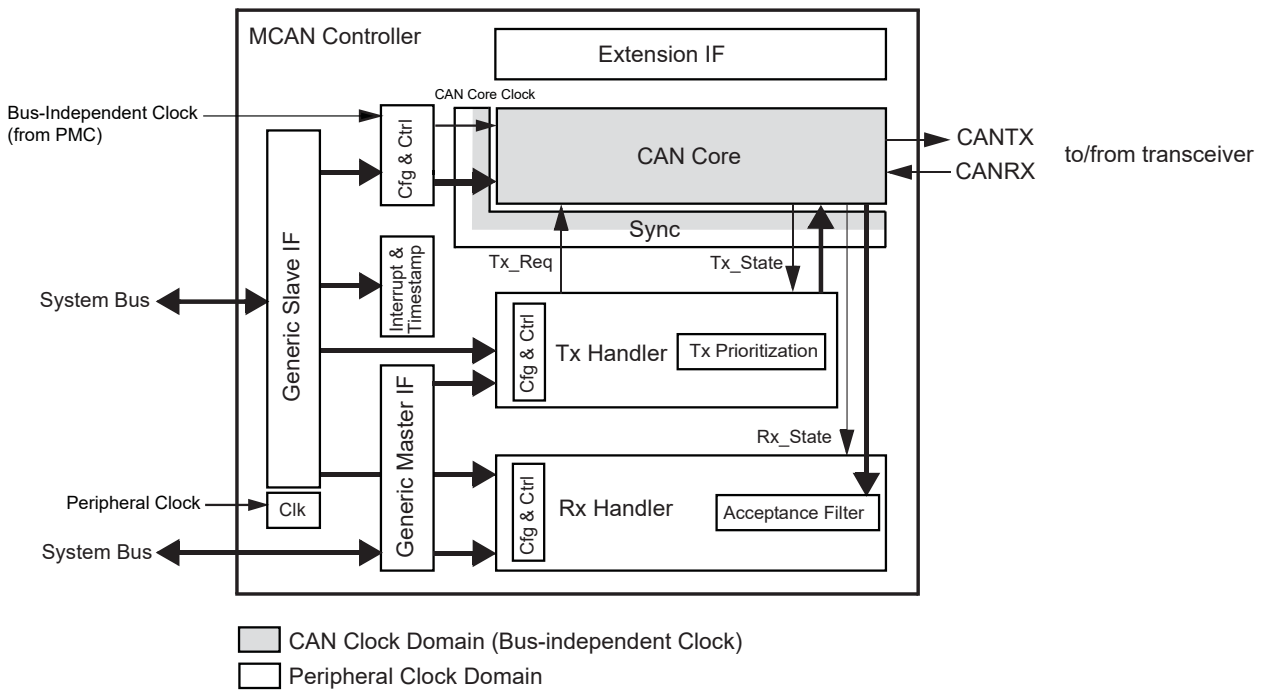 MCAN Controller
Extension IF
CAN Core Clock
Bus-Independent Clock
(from PMC)
Cfg & Ctrl
CAN Core
CANTX
CANRX
to/from transceiver
Sync
Generic Slave IF
Interrupt &
Timestamp
Tx_Req
Tx_State
System Bus
Cfg & Ctrl
Tx Handler
Tx Prioritization
Generic Master IF
Rx_State
Peripheral Clock
Clk
Cfg & Ctrl
Rx Handler
Acceptance Filter
System Bus
CAN Clock Domain (Bus-independent Clock)
Peripheral Clock Domain